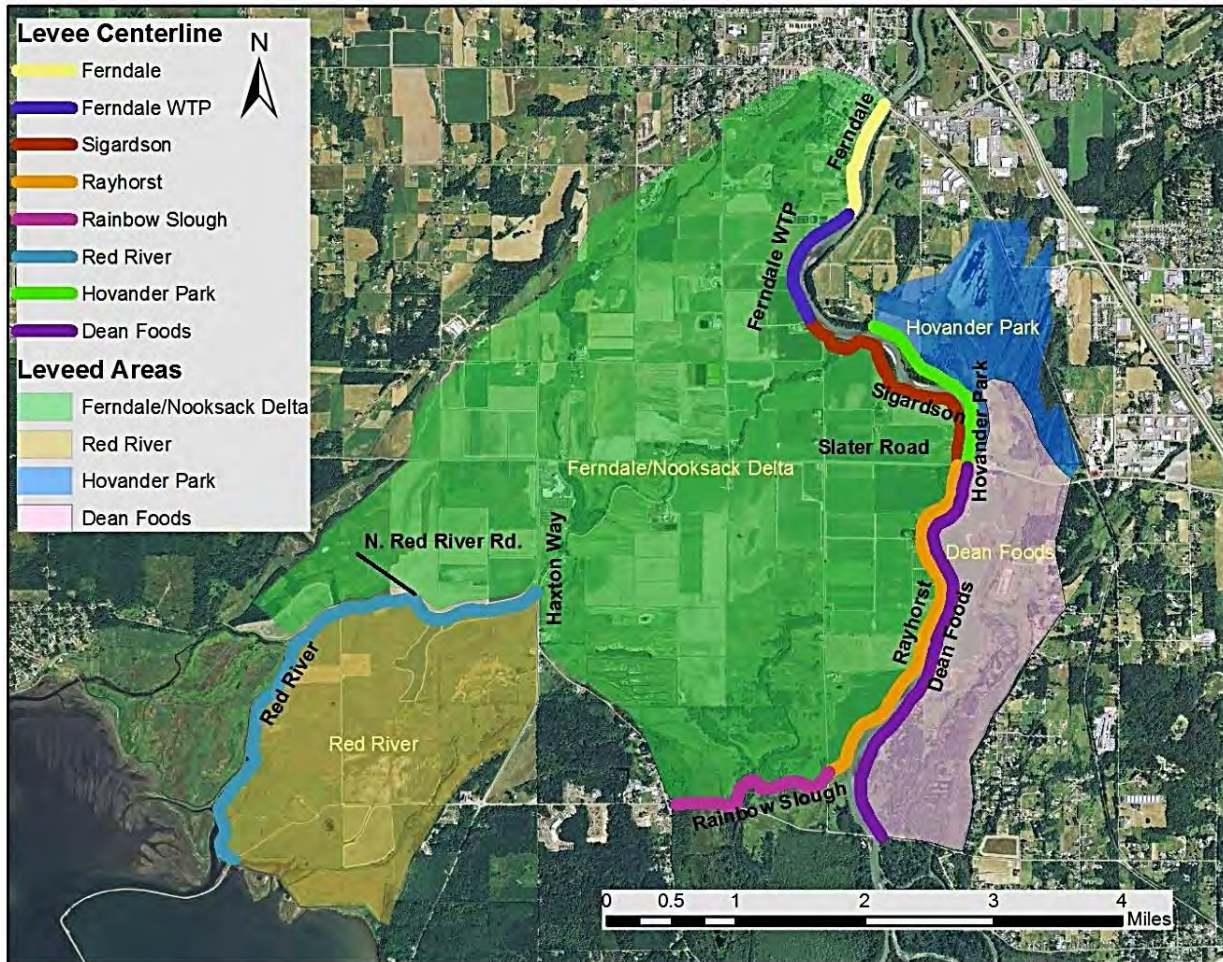 Levee Centerline
N
Ferndale
Ferndale WTP
Sigardson
Rayhorst
Rainbow Slough
Red River
Hovander Park
Dean Foods
Leveed Areas
Ferndale/Nooksack Delta
Red River
Hovander Park
Dean Foods
Ferndale
Ferndale WTP
Hovander Park
Sigardson
Hovander Park
Slater Road
Ferndale/Nooksack Delta
N. Red River Rd.
Haxton Way
Dean Foods
Rayhorst
Dean Foods
Red River
Red River
Rainbow Slough
0 0.5 1 2 3 4
Miles